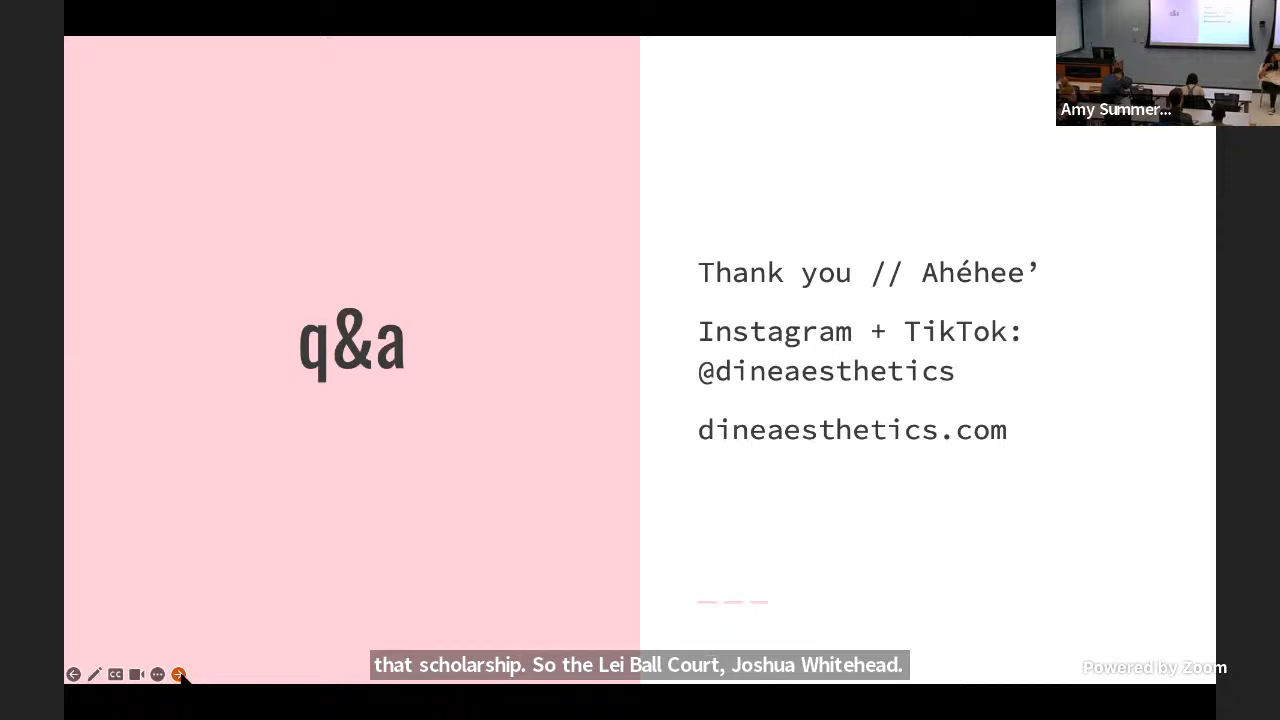 q&a
Thank you // Ahéhee’
Instagram + TikTok:
@dineaesthetics
dineaesthetics.com
Amy Summer...
that scholarship. So the Lei Ball Court, Joshua Whitehead.
CC
Powered by Zoom